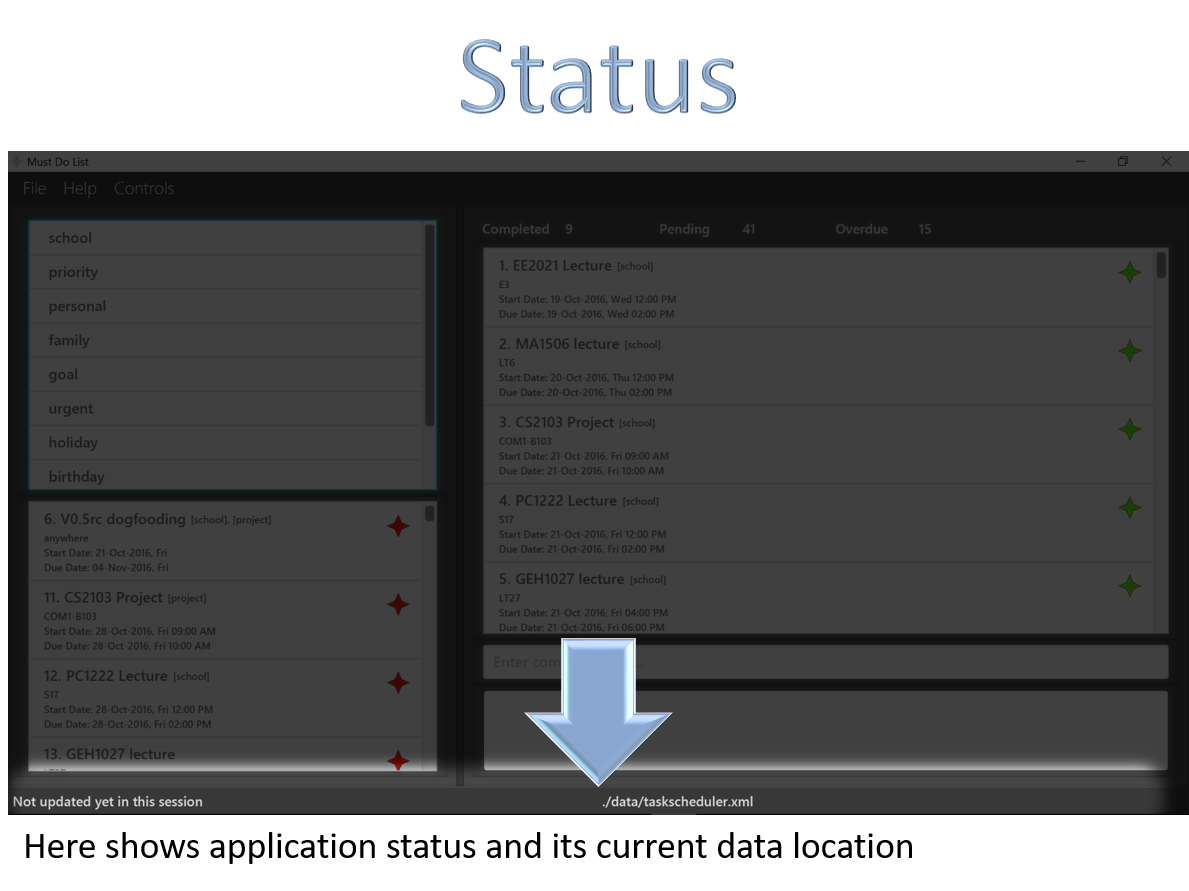 Status
Must Do List
File Help Controls
school
priority
personal
family
goal
urgent
holiday
birthday
6. V0.5rc dogfooding [school], [project]
anywhere
Start Date: 21-Oct-2016, Fri
Due Date: 04-Nov-2016, Fri
11. CS2103 Project [project]
COM1-B103
Start Date: 28-Oct-2016, Fri 09:00 AM
Due Date: 28-Oct-2016, Fri 10:00 AM
12. PC1222 Lecture [school]
S17
Start Date: 28-Oct-2016, Fri 12:00 PM
Due Date: 28-Oct-2016, Fri 02:00 PM
13. GEH1027 lecture
Completed 9 Pending 41 Overdue 15
1. EE2021 Lecture [school]
E3
Start Date: 19-Oct-2016, Wed 12:00 PM
Due Date: 19-Oct-2016, Wed 02:00 PM
2. MA1506 lecture [school]
LT6
Start Date: 20-Oct-2016, Thu 12:00 PM
Due Date: 20-Oct-2016, Thu 02:00 PM
3. CS2103 Project [school]
COM1-B103
Start Date: 21-Oct-2016, Fri 09:00 AM
Due Date: 21-Oct-2016, Fri 10:00 AM
4. PC1222 Lecture [school]
S17
Start Date: 21-Oct-2016, Fri 12:00 PM
Due Date: 21-Oct-2016, Fri 02:00 PM
5. GEH1027 lecture [school]
LT27
Start Date: 21-Oct-2016, Fri 04:00 PM
Due Date: 21-Oct-2016, Fri 06:00 PM
Enter
Not updated yet in this session ./data/taskscheduler.xml
Here shows application status and its current data location